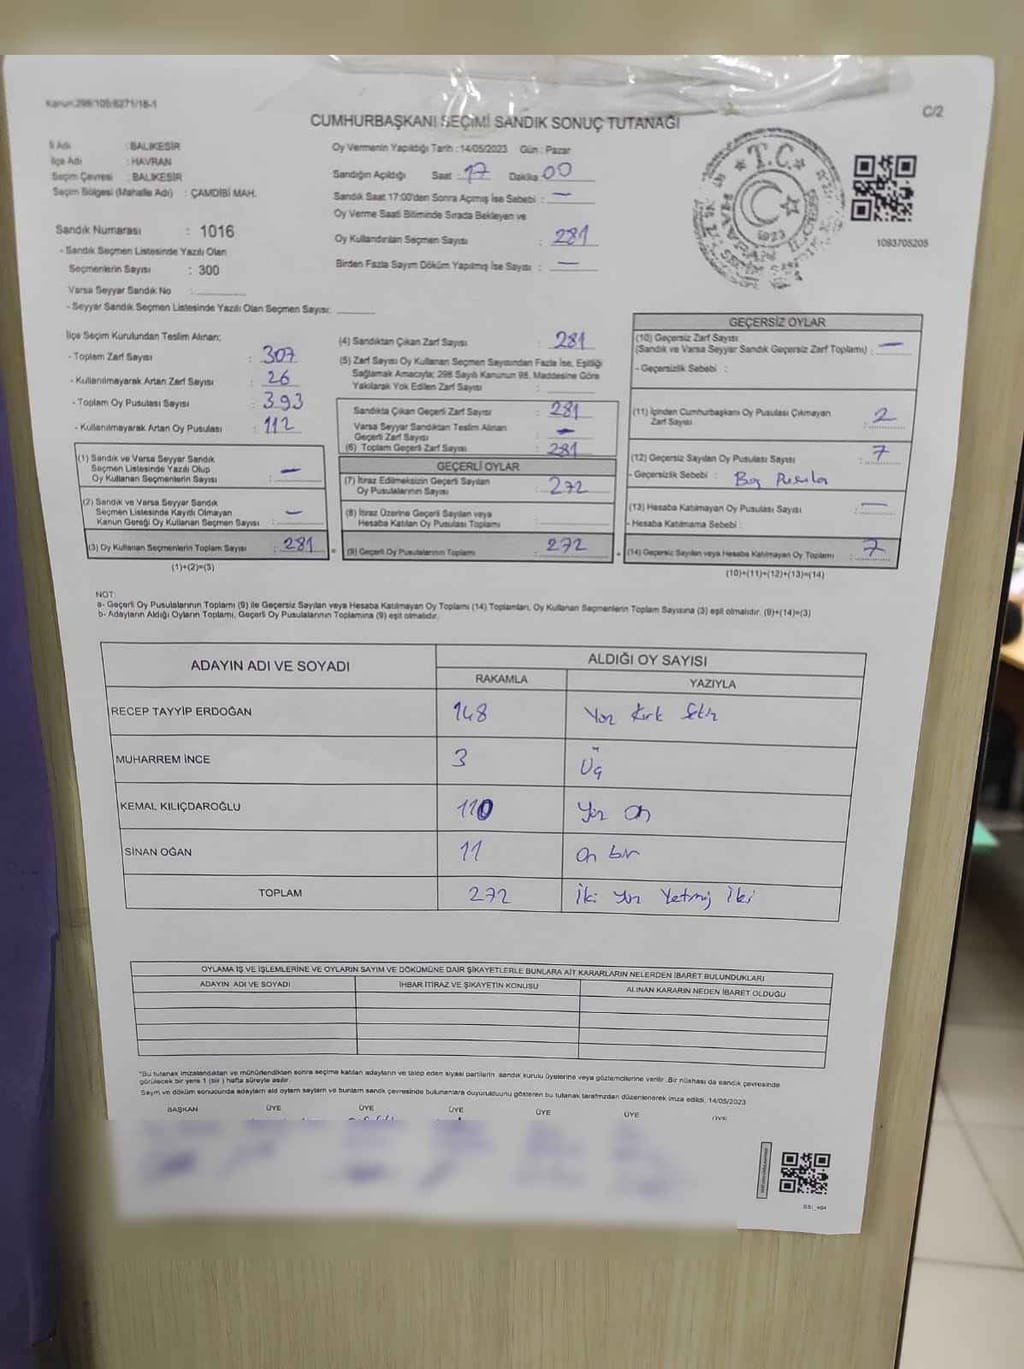 Kanun:298/105/6271/18-1
C/2
CUMHURBAŞKANI SEÇİMİ SANDIK SONUÇ TUTANAĞI
İl Adı : BALIKESİR
İlçe Adı : HAVRAN
Seçim Çevresi : BALIKESİR
Seçim Bölgesi (Mahalle Adı) : ÇAMDİBİ MAH.
Sandık Numarası : 1016
- Sandık Seçmen Listesinde Yazılı Olan
Seçmenlerin Sayısı : 300
Varsa Seyyar Sandık No :
- Seyyar Sandık Seçmen Listesinde Yazılı Olan Seçmen Sayısı:
Oy Vermenin Yapıldığı Tarih : 14/05/2023 Gün : Pazar
Sandığın Açıldığı Saat : 17 Dakika 00
Sandık Saat 17:00'den Sonra Açmış İse Sebebi : —
Oy Verme Saati Bitiminde Sırada Bekleyen ve
Oy Kullandırılan Seçmen Sayısı : 281
Birden Fazla Sayım Döküm Yapılmış İse Sayısı : —
T.C.
1923
1093705205
İlçe Seçim Kurulundan Teslim Alınan;
- Toplam Zarf Sayısı : 307
- Kullanılmayarak Artan Zarf Sayısı : 26
- Toplam Oy Pusulası Sayısı : 393
- Kullanılmayarak Artan Oy Pusulası : 112
(1) Sandık ve Varsa Seyyar Sandık
Seçmen Listesinde Yazılı Olup
Oy Kullanan Seçmenlerin Sayısı : —
(2) Sandık ve Varsa Seyyar Sandık
Seçmen Listesinde Kayıtlı Olmayan
Kanun Gereği Oy Kullanan Seçmen Sayısı : —
(3) Oy Kullanan Seçmenlerin Toplam Sayısı : 281
(1)+(2)=(3)
(4) Sandıktan Çıkan Zarf Sayısı : 281
(5) Zarf Sayısı Oy Kullanan Seçmen Sayısından Fazla İse, Eşitliği
Sağlamak Amacıyla; 298 Sayılı Kanunun 98. Maddesine Göre
Yakılarak Yok Edilen Zarf Sayısı :
Sandıkta Çıkan Geçerli Zarf Sayısı : 281
Varsa Seyyar Sandıktan Teslim Alınan
Geçerli Zarf Sayısı : —
(6) Toplam Geçerli Zarf Sayısı : 281
GEÇERLİ OYLAR
(7) İtiraz Edilmeksizin Geçerli Sayılan
Oy Pusulalarının Sayısı : 272
(8) İtiraz Üzerine Geçerli Sayılan veya
Hesaba Katılan Oy Pusulası Toplamı :
(9) Geçerli Oy Pusulalarının Toplamı : 272
GEÇERSİZ OYLAR
(10) Geçersiz Zarf Sayısı
(Sandık ve Varsa Seyyar Sandık Geçersiz Zarf Toplamı) : —
- Geçersizlik Sebebi :
(11) İçinden Cumhurbaşkanı Oy Pusulası Çıkmayan
Zarf Sayısı : 2
(12) Geçersiz Sayılan Oy Pusulası Sayısı : 7
- Geçersizlik Sebebi : Boş Pusula
(13) Hesaba Katılmayan Oy Pusulası Sayısı : —
- Hesaba Katılmama Sebebi :
(14) Geçersiz Sayılan veya Hesaba Katılmayan Oy Toplamı : 7
(10)+(11)+(12)+(13)=(14)
NOT:
a- Geçerli Oy Pusulalarının Toplamı (9) ile Geçersiz Sayılan veya Hesaba Katılmayan Oy Toplamı (14) Toplamları, Oy Kullanan Seçmenlerin Toplam Sayısına (3) eşit olmalıdır. (9)+(14)=(3)
b- Adayların Aldığı Oyların Toplamı, Geçerli Oy Pusulalarının Toplamına (9) eşit olmalıdır.
ADAYIN ADI VE SOYADI
ALDIĞI OY SAYISI
RAKAMLA YAZIYLA
RECEP TAYYİP ERDOĞAN 148 Yüz Kırk Sekiz
MUHARREM İNCE 3 Üç
KEMAL KILIÇDAROĞLU 110 Yüz On
SİNAN OĞAN 11 On bir
TOPLAM 272 İki Yüz Yetmiş İki
OYLAMA İŞ VE İŞLEMLERİNE VE OYLARIN SAYIM VE DÖKÜMÜNE DAİR ŞİKAYETLERLE BUNLARA AİT KARARLARIN NELERDEN İBARET BULUNDUKLARI
ADAYIN ADI VE SOYADI İHBAR İTİRAZ VE ŞİKAYETİN KONUSU ALINAN KARARIN NEDEN İBARET OLDUĞU
*Bu tutanak imzalandıktan ve mühürlendikten sonra seçime katılan adayların ve talep eden siyasi partilerin sandık kurulu üyelerine veya gözlemcilerine verilir. Bir nüshası da sandık çevresinde
görülecek bir yere 1 (bir) hafta süreyle asılır.
Sayım ve döküm sonucunda adayların ald oyların sayılarını ve bunların sandık çevresinde bulunanlara duyurulduğunu gösteren bu tutanak tarafımızdan düzenlenerek imza edildi. 14/05/2023
BAŞKAN ÜYE ÜYE ÜYE ÜYE ÜYE ÜYE